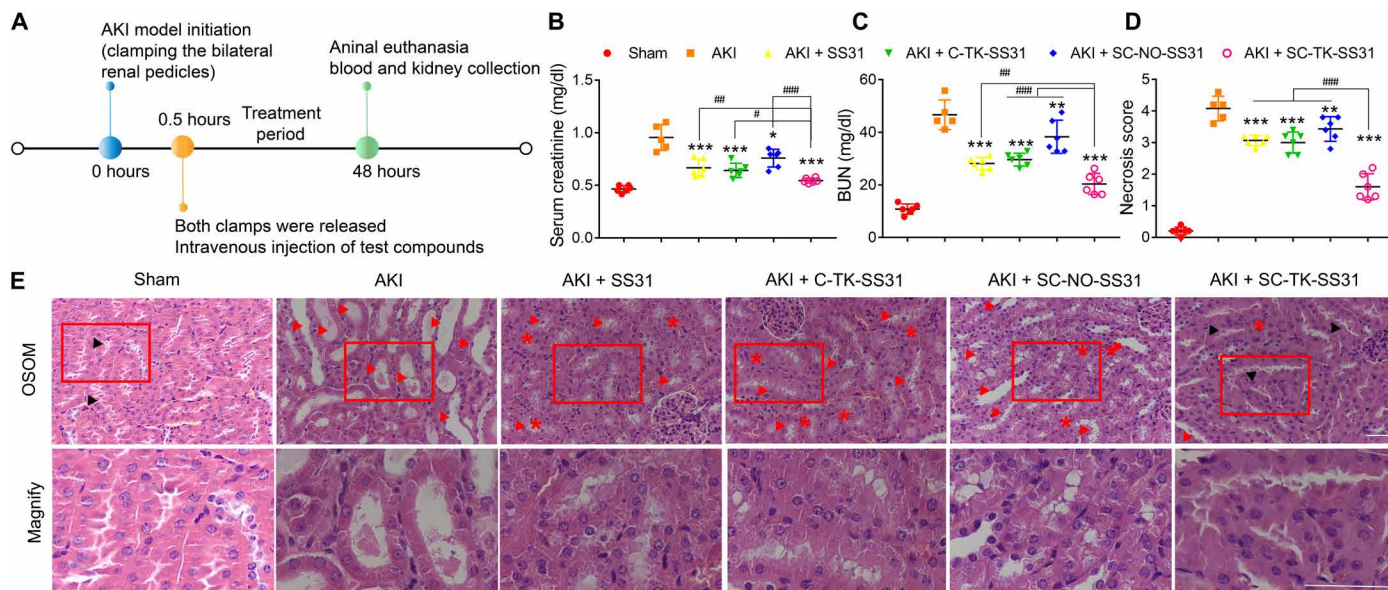 A
AKI model initiation
(clamping the bilateral
renal pedicles)
Aninal euthanasia
blood and kidney collection
0.5 hours
Treatment
period
0 hours
48 hours
Both clamps were released
Intravenous injection of test compounds
B
C
D
Sham
AKI
AKI + SS31
AKI + C-TK-SS31
AKI + SC-NO-SS31
AKI + SC-TK-SS31
Serum creatinine (mg/dl)
1.5
1.0
0.5
0.0
###
##
#
***
***
*
***
BUN (mg/dl)
60
40
20
0
##
###
***
***
**
***
Necrosis score
5
4
3
2
1
0
###
***
***
**
***
E
Sham
AKI
AKI + SS31
AKI + C-TK-SS31
AKI + SC-NO-SS31
AKI + SC-TK-SS31
OSOM
Magnify